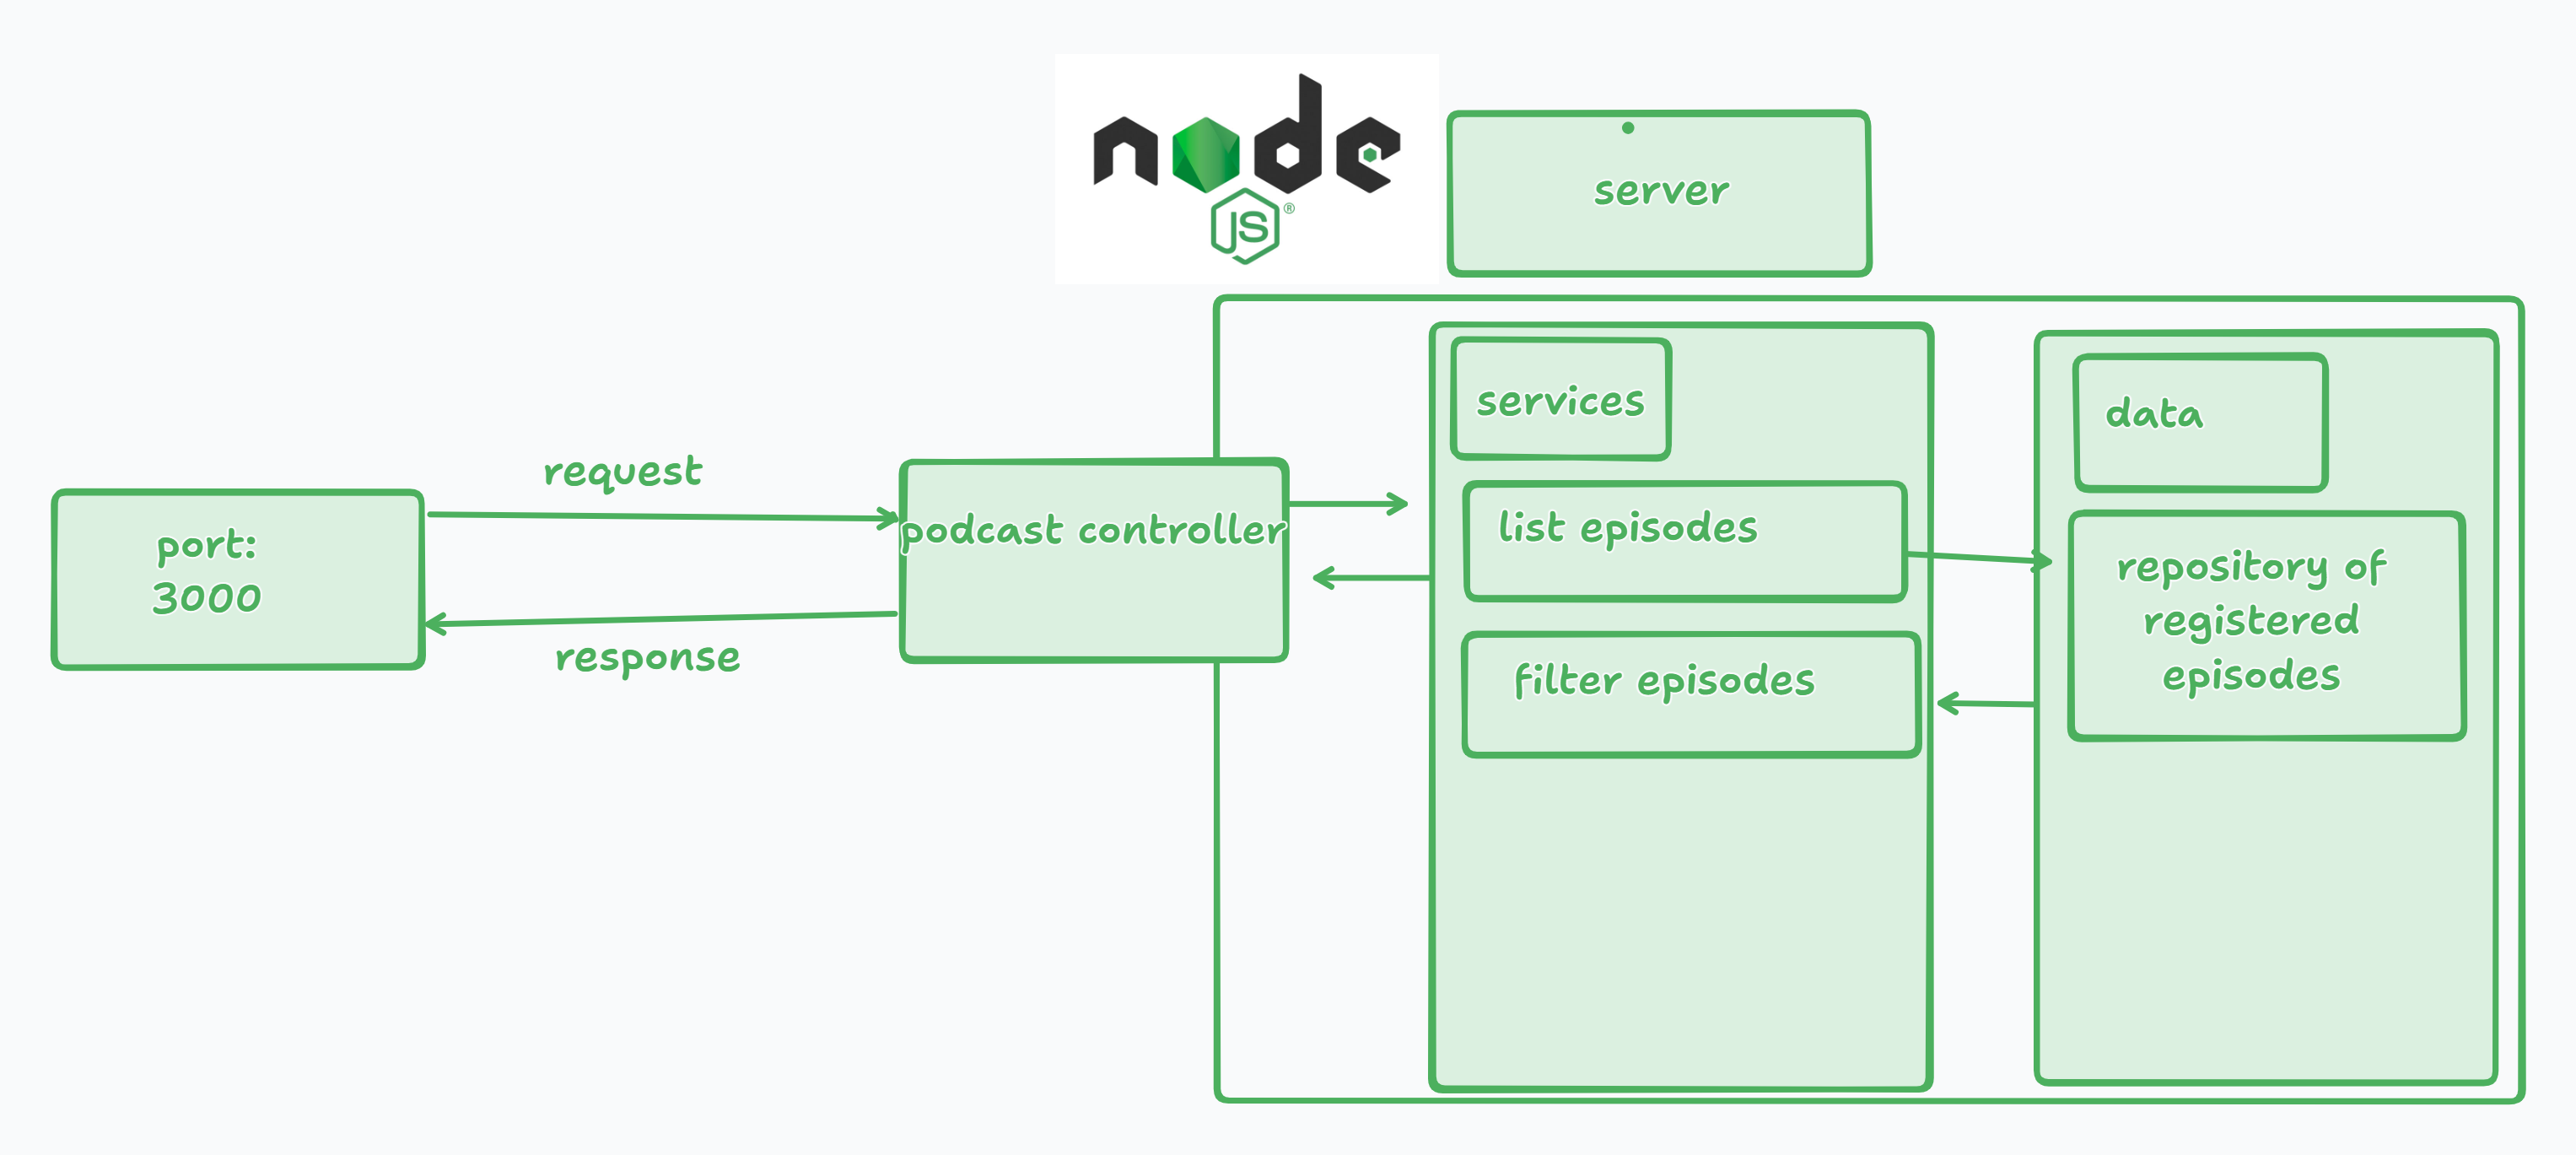 node
JS
®
server
services
data
request
port:
3000
podcast controller
list episodes
repository of
registered
episodes
response
filter episodes